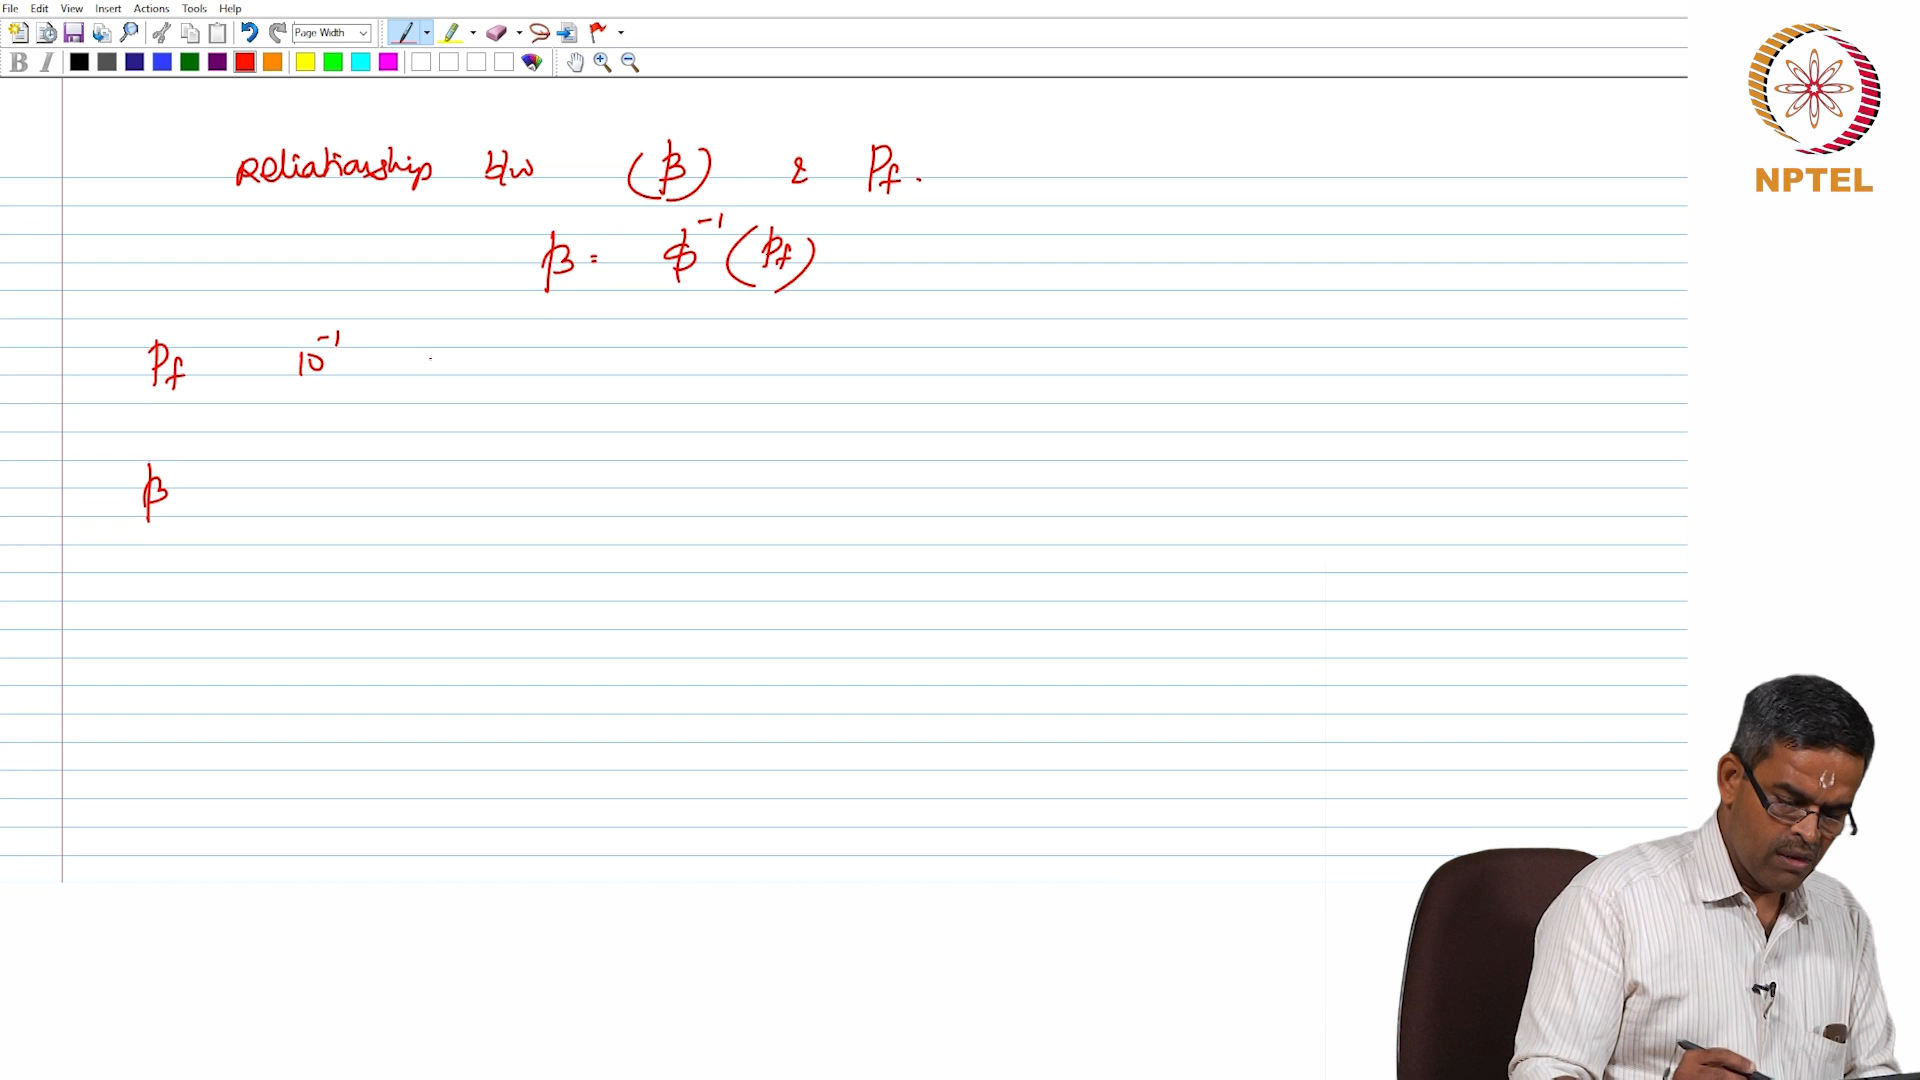 File Edit View Insert Actions Tools Help
Page Width
B I
NPTEL
Relationship b/w (β) & Pf.
β = ϕ⁻¹ (Pf)
Pf 10⁻¹
β